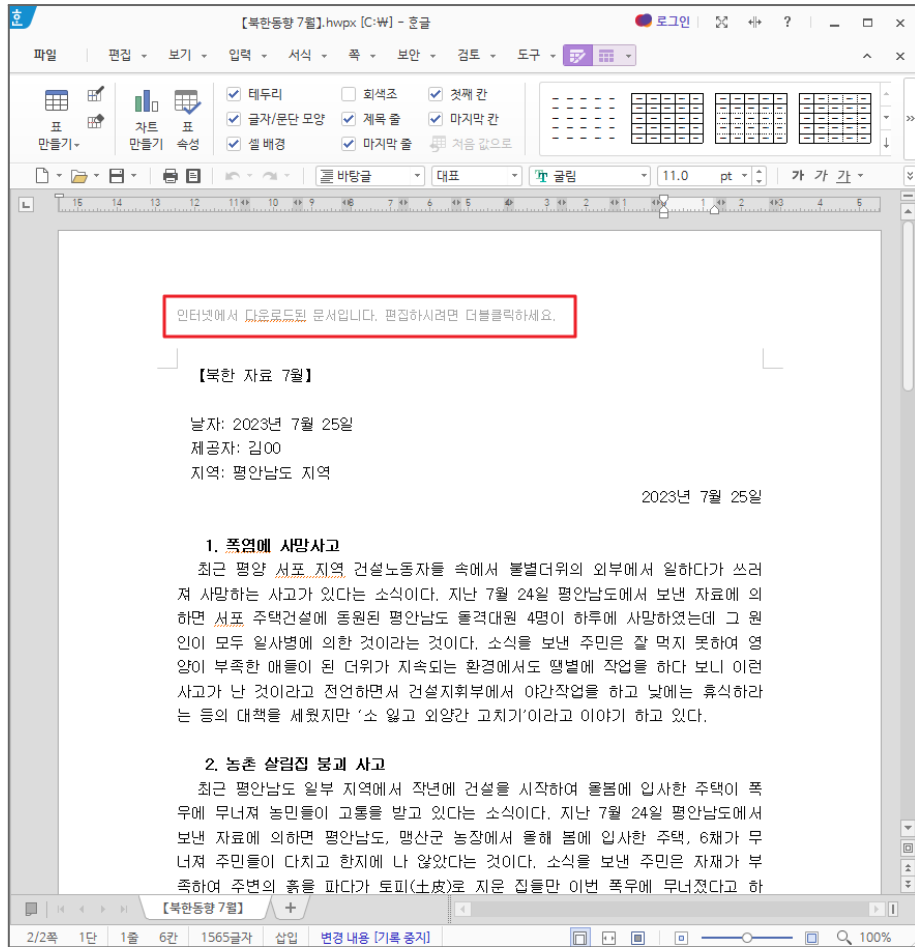 훈
【북한동향 7월】.hwpx [C:₩] - 훈글
로그인
?
파일 편집 보기 입력 서식 쪽 보안 검토 도구
표 만들기
차트 만들기
표 속성
테두리 회색조 첫째 칸
글자/문단 모양 제목 줄 마지막 칸
셀 배경 마지막 줄 처음 값으로
바탕글 대표 굴림 11.0 pt 가 가 가
15 14 13 12 11 10 9 8 7 6 5 4 3 2 1 1 2 3 4 5
인터넷에서 다운로드된 문서입니다. 편집하시려면 더블클릭하세요.
【북한 자료 7월】
날자: 2023년 7월 25일
제공자: 김00
지역: 평안남도 지역
2023년 7월 25일
1. 폭염에 사망사고
최근 평양 서포 지역 건설노동자들 속에서 불볕더위의 외부에서 일하다가 쓰러
져 사망하는 사고가 있다는 소식이다. 지난 7월 24일 평안남도에서 보낸 자료에 의
하면 서포 주택건설에 동원된 평안남도 돌격대원 4명이 하루에 사망하였는데 그 원
인이 모두 일사병에 의한 것이라는 것이다. 소식을 보낸 주민은 잘 먹지 못하여 영
양이 부족한 애들이 된 더위가 지속되는 환경에서도 땡볕에 작업을 하다 보니 이런
사고가 난 것이라고 전언하면서 건설지휘부에서 야간작업을 하고 낮에는 휴식하라
는 등의 대책을 세웠지만 ‘소 잃고 외양간 고치기’이라고 이야기 하고 있다.
2. 농촌 살림집 붕괴 사고
최근 평안남도 일부 지역에서 작년에 건설을 시작하여 올봄에 입사한 주택이 폭
우에 무너져 농민들이 고통을 받고 있다는 소식이다. 지난 7월 24일 평안남도에서
보낸 자료에 의하면 평안남도, 맹산군 농장에서 올해 봄에 입사한 주택, 6채가 무
너져 주민들이 다치고 한지에 나 앉았다는 것이다. 소식을 보낸 주민은 자재가 부
족하여 주변의 흙을 파다가 토피(土皮)로 지은 집들만 이번 폭우에 무너졌다고 하
【북한동향 7월】
2/2쪽 1단 1줄 6칸 1565글자 삽입 변경 내용 [기록 중지] 100%